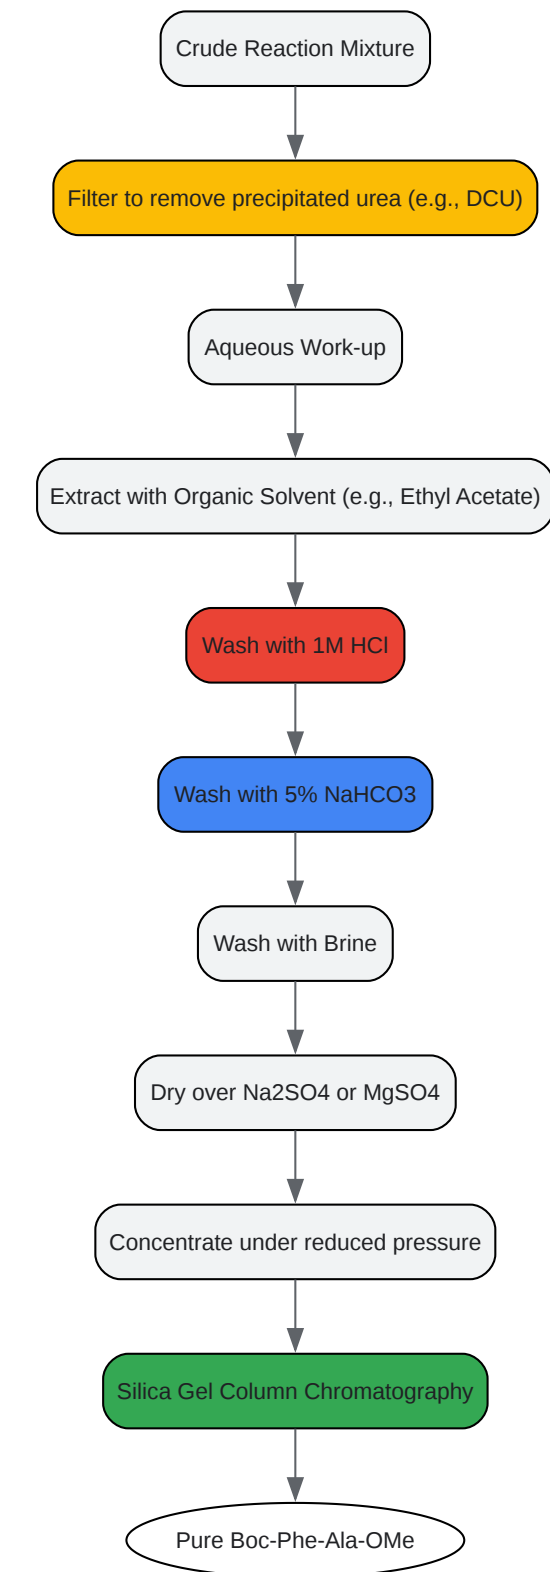 Crude Reaction Mixture
Filter to remove precipitated urea (e.g., DCU)
Aqueous Work-up
Extract with Organic Solvent (e.g., Ethyl Acetate)
Wash with 1M HCl
Wash with 5% NaHCO3
Wash with Brine
Dry over Na2SO4 or MgSO4
Concentrate under reduced pressure
Silica Gel Column Chromatography
Pure Boc-Phe-Ala-OMe